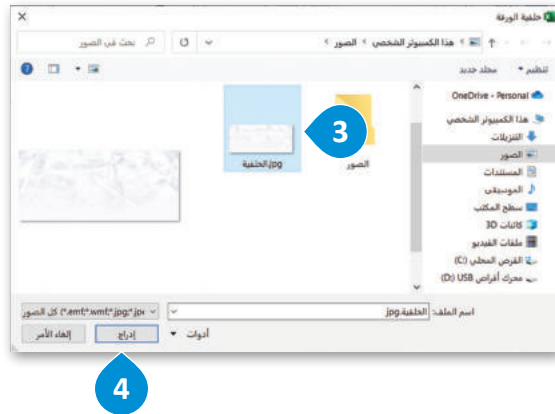 خلفية الورقة
هذا الكمبيوتر الشخصي › الصور ›
بحث في الصور
تنظيم
مجلد جديد
OneDrive - Personal
هذا الكمبيوتر الشخصي
التنزيلات
الصور
المستندات
الموسيقى
سطح المكتب
كائنات 3D
ملفات الفيديو
القرص المحلي (C:)
محرك أقراص USB (D:)
الصور
الخلفية.jpg
3
اسم الملف: الخلفية.jpg
كل الصور (*.emf;*.wmf;*.jpg;*.jpe
أدوات
إدراج
إلغاء الأمر
4